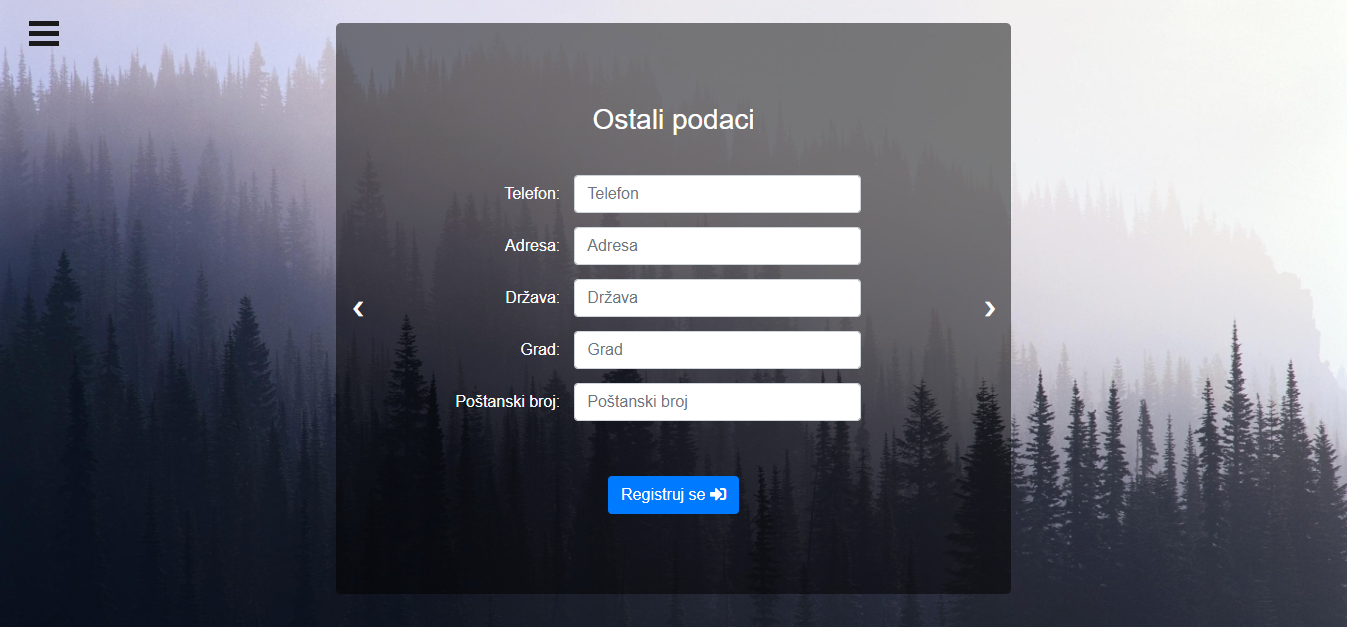 Ostali podaci
Telefon: Telefon
Adresa: Adresa
Država: Država
Grad: Grad
Poštanski broj: Poštanski broj
Registruj se